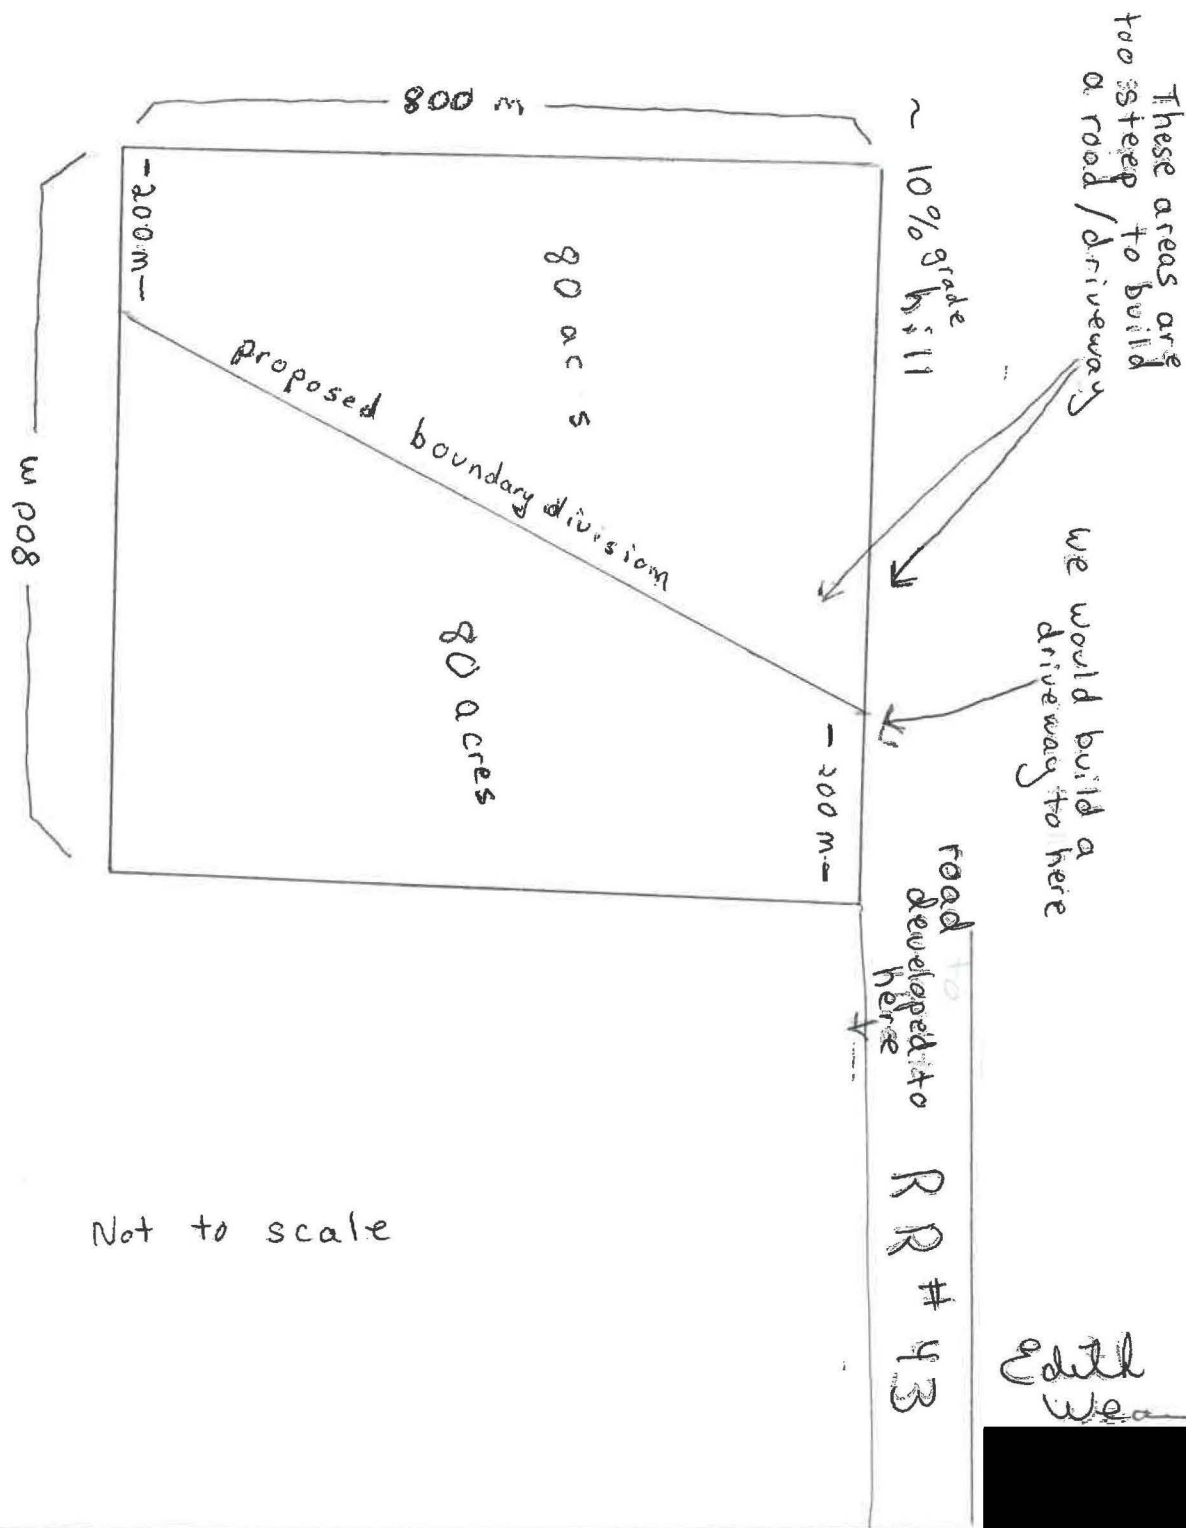 These areas are
too steep to build
a road / driveway
we would build a
driveway to here
~ 10% grade hill
road
developed to
here
RR # 43
800 m
-200m-
80 ac s
proposed boundary division
80 acres
- 200 m-
800 m
Not to scale
Edith